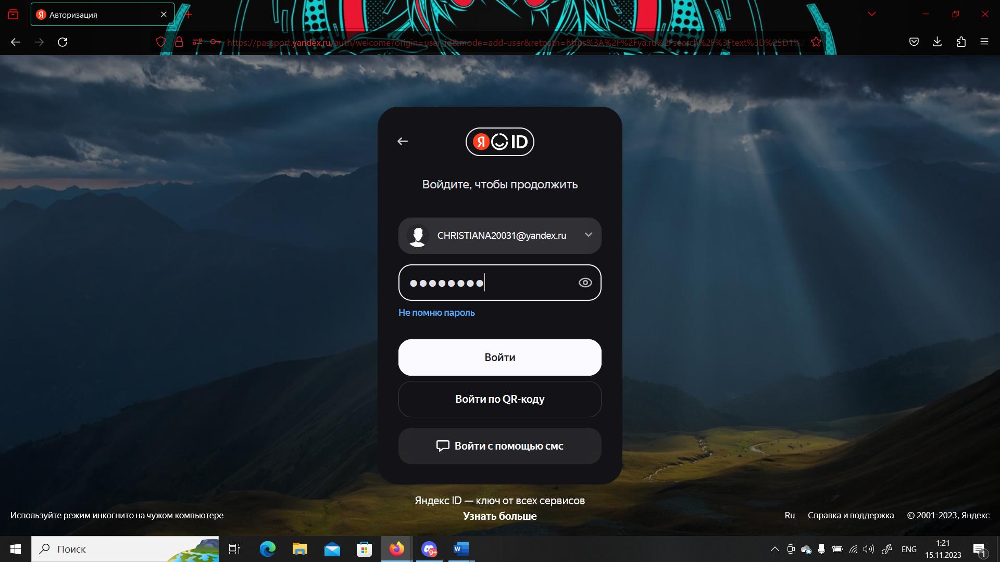 Авторизация
https://passport.yandex.ru/auth/welcome?origin=user_id&mode=add-user&retpath=https%3A%2F%2Fya.ru%2Fsearch%2F%3Ftext%3D%25D1%2
Я ID
Войдите, чтобы продолжить
CHRISTIANA20031@yandex.ru
Не помню пароль
Войти
Войти по QR-коду
Войти с помощью смс
Яндекс ID — ключ от всех сервисов
Узнать больше
Используйте режим инкогнито на чужом компьютере
Ru Справка и поддержка © 2001-2023, Яндекс
Поиск
9+
W
ENG
1:21
15.11.2023
1